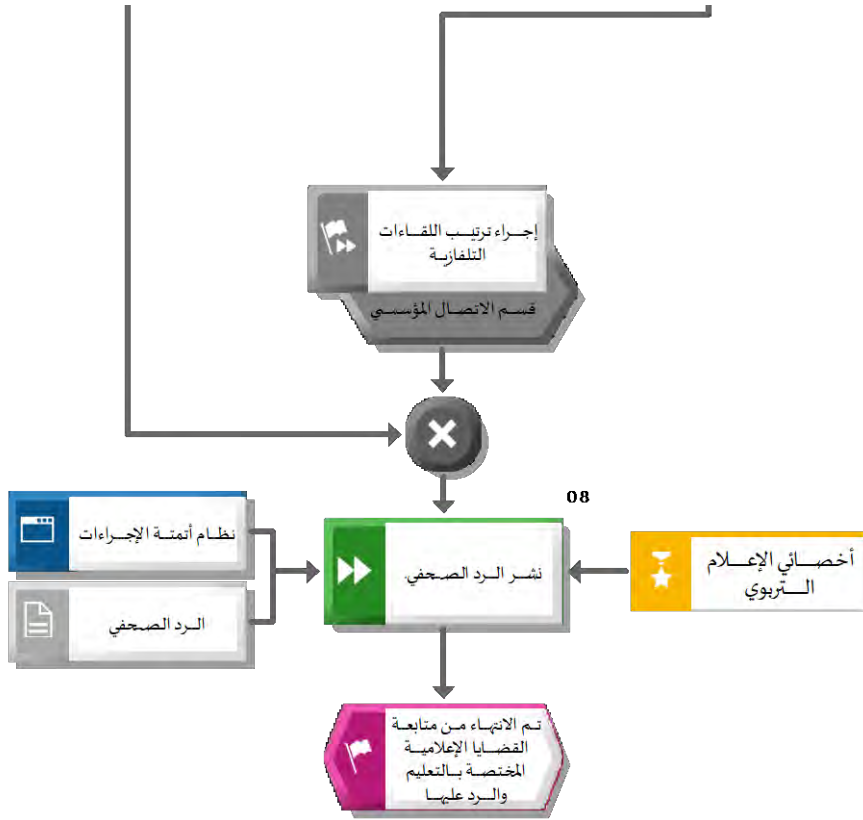 إجراء ترتيب اللقاءات
التلفازية
قسم الاتصال المؤسسي
08
أخصائي الإعلام
التربوي
نشر الرد الصحفي.
نظام أتمتة الإجراءات
الرد الصحفي
تم الانتهاء من متابعة
القضايا الإعلامية
المختصة بالتعليم
والرد عليها